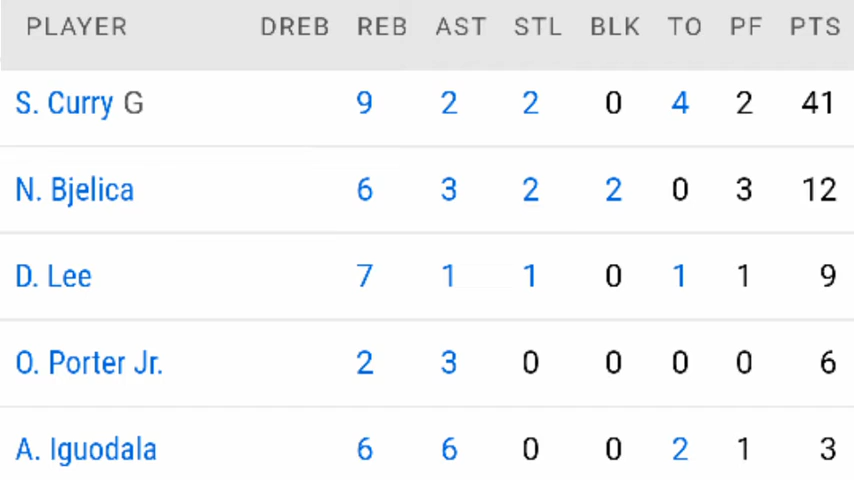 PLAYER DREB REB AST STL BLK TO PF PTS
S. Curry G 9 2 2 0 4 2 41
N. Bjelica 6 3 2 2 0 3 12
D. Lee 7 1 1 0 1 1 9
O. Porter Jr. 2 3 0 0 0 0 6
A. Iguodala 6 6 0 0 2 1 3